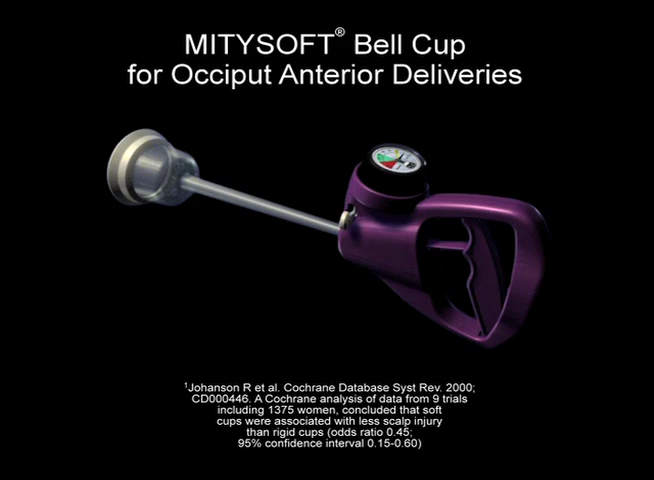 MITYSOFT® Bell Cup
for Occiput Anterior Deliveries
¹Johanson R et al. Cochrane Database Syst Rev. 2000;
CD000446. A Cochrane analysis of data from 9 trials
including 1375 women, concluded that soft
cups were associated with less scalp injury
than rigid cups (odds ratio 0.45;
95% confidence interval 0.15-0.60)